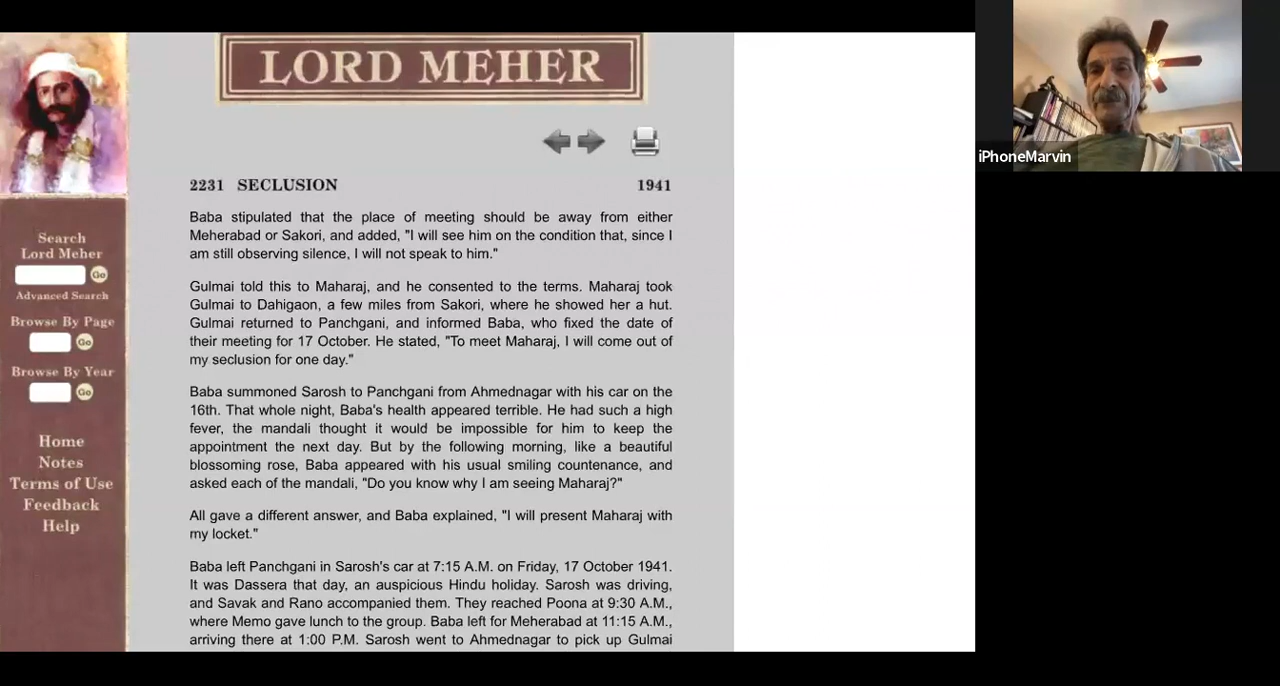 LORD MEHER
2231 SECLUSION 1941
Baba stipulated that the place of meeting should be away from either
Meherabad or Sakori, and added, "I will see him on the condition that, since I
am still observing silence, I will not speak to him."
Gulmai told this to Maharaj, and he consented to the terms. Maharaj took
Gulmai to Dahigaon, a few miles from Sakori, where he showed her a hut.
Gulmai returned to Panchgani, and informed Baba, who fixed the date of
their meeting for 17 October. He stated, "To meet Maharaj, I will come out of
my seclusion for one day."
Baba summoned Sarosh to Panchgani from Ahmednagar with his car on the
16th. That whole night, Baba's health appeared terrible. He had such a high
fever, the mandali thought it would be impossible for him to keep the
appointment the next day. But by the following morning, like a beautiful
blossoming rose, Baba appeared with his usual smiling countenance, and
asked each of the mandali, "Do you know why I am seeing Maharaj?"
All gave a different answer, and Baba explained, "I will present Maharaj with
my locket."
Baba left Panchgani in Sarosh's car at 7:15 A.M. on Friday, 17 October 1941.
It was Dassera that day, an auspicious Hindu holiday. Sarosh was driving,
and Savak and Rano accompanied them. They reached Poona at 9:30 A.M.,
where Memo gave lunch to the group. Baba left for Meherabad at 11:15 A.M.,
arriving there at 1:00 P.M. Sarosh went to Ahmednagar to pick up Gulmai
Search
Lord Meher
Go
Advanced Search
Browse By Page
Go
Browse By Year
Go
Home
Notes
Terms of Use
Feedback
Help
iPhoneMarvin